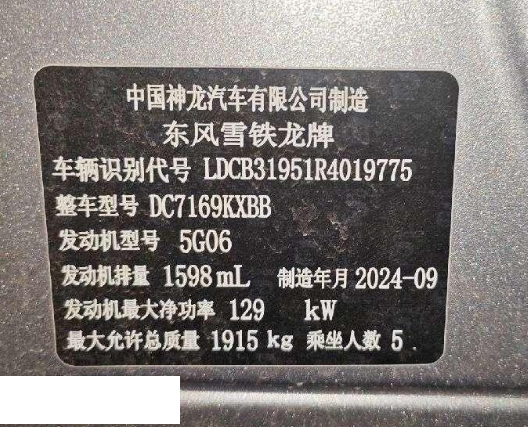 中国神龙汽车有限公司制造
东风雪铁龙牌
车辆识别代号 LDCB31951R4019775
整车型号 DC7169KXBB
发动机型号 5G06
发动机排量 1598mL 制造年月 2024-09
发动机最大净功率 129 kW
最大允许总质量 1915 kg 乘坐人数 5